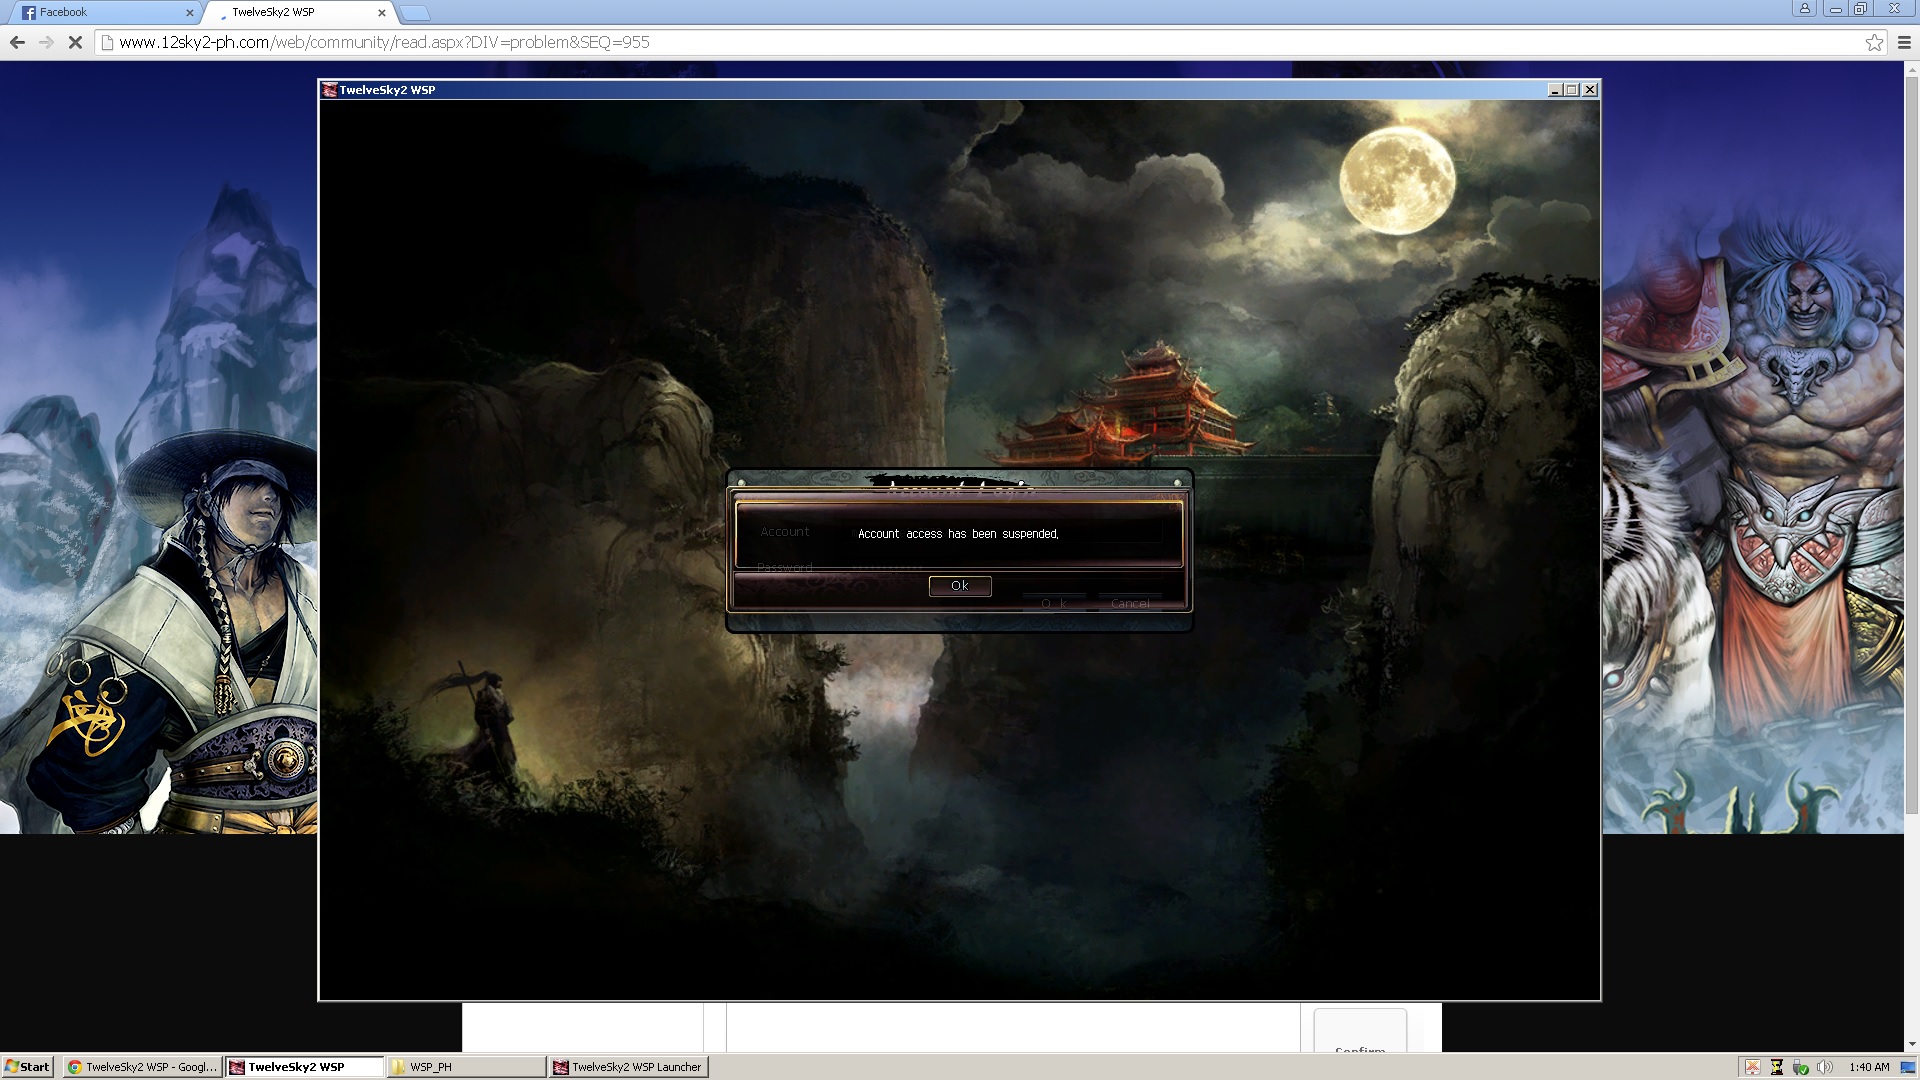 Facebook
TwelveSky2 WSP
www.12sky2-ph.com/web/community/read.aspx?DIV=problem&SEQ=955
TwelveSky2 WSP
Account
Account access has been suspended.
Password
Ok
Ok
Cancel
Confirm
Start
TwelveSky2 WSP - Googl...
TwelveSky2 WSP
WSP_PH
TwelveSky2 WSP Launcher
1:40 AM